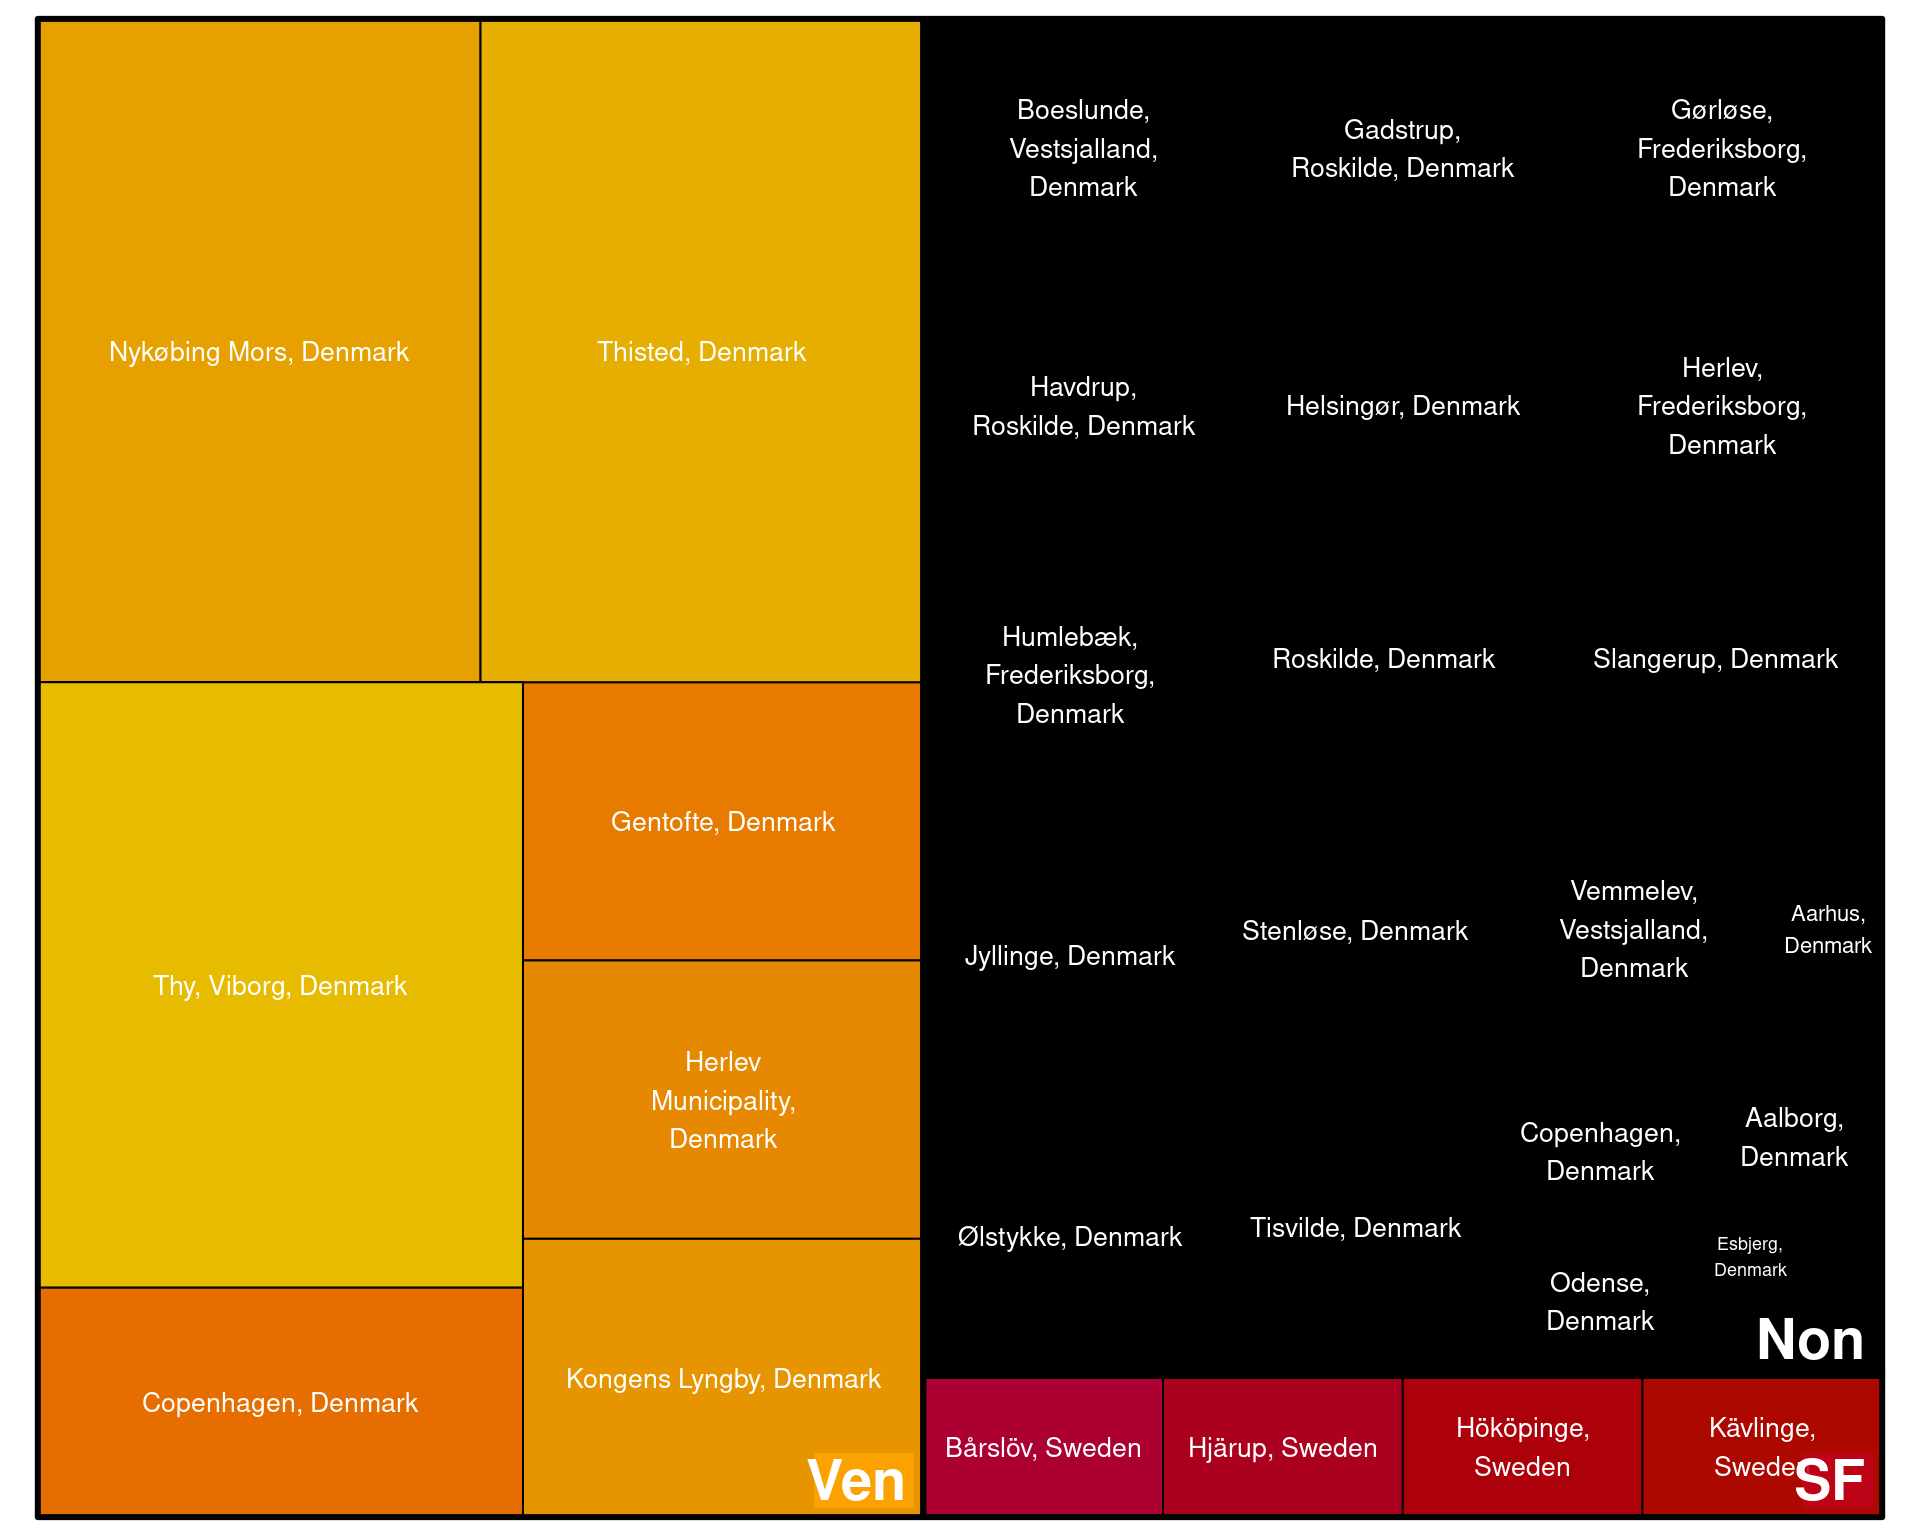 Nykøbing Mors, Denmark
Thisted, Denmark
Thy, Viborg, Denmark
Gentofte, Denmark
Herlev
Municipality,
Denmark
Copenhagen, Denmark
Kongens Lyngby, Denmark
Ven
Boeslunde,
Vestsjalland,
Denmark
Gadstrup,
Roskilde, Denmark
Gørløse,
Frederiksborg,
Denmark
Havdrup,
Roskilde, Denmark
Helsingør, Denmark
Herlev,
Frederiksborg,
Denmark
Humlebæk,
Frederiksborg,
Denmark
Roskilde, Denmark
Slangerup, Denmark
Jyllinge, Denmark
Stenløse, Denmark
Vemmelev,
Vestsjalland,
Denmark
Aarhus,
Denmark
Ølstykke, Denmark
Tisvilde, Denmark
Copenhagen,
Denmark
Aalborg,
Denmark
Odense,
Denmark
Esbjerg,
Denmark
Non
Bårslöv, Sweden
Hjärup, Sweden
Hököpinge,
Sweden
Kävlinge,
Sweden
SF